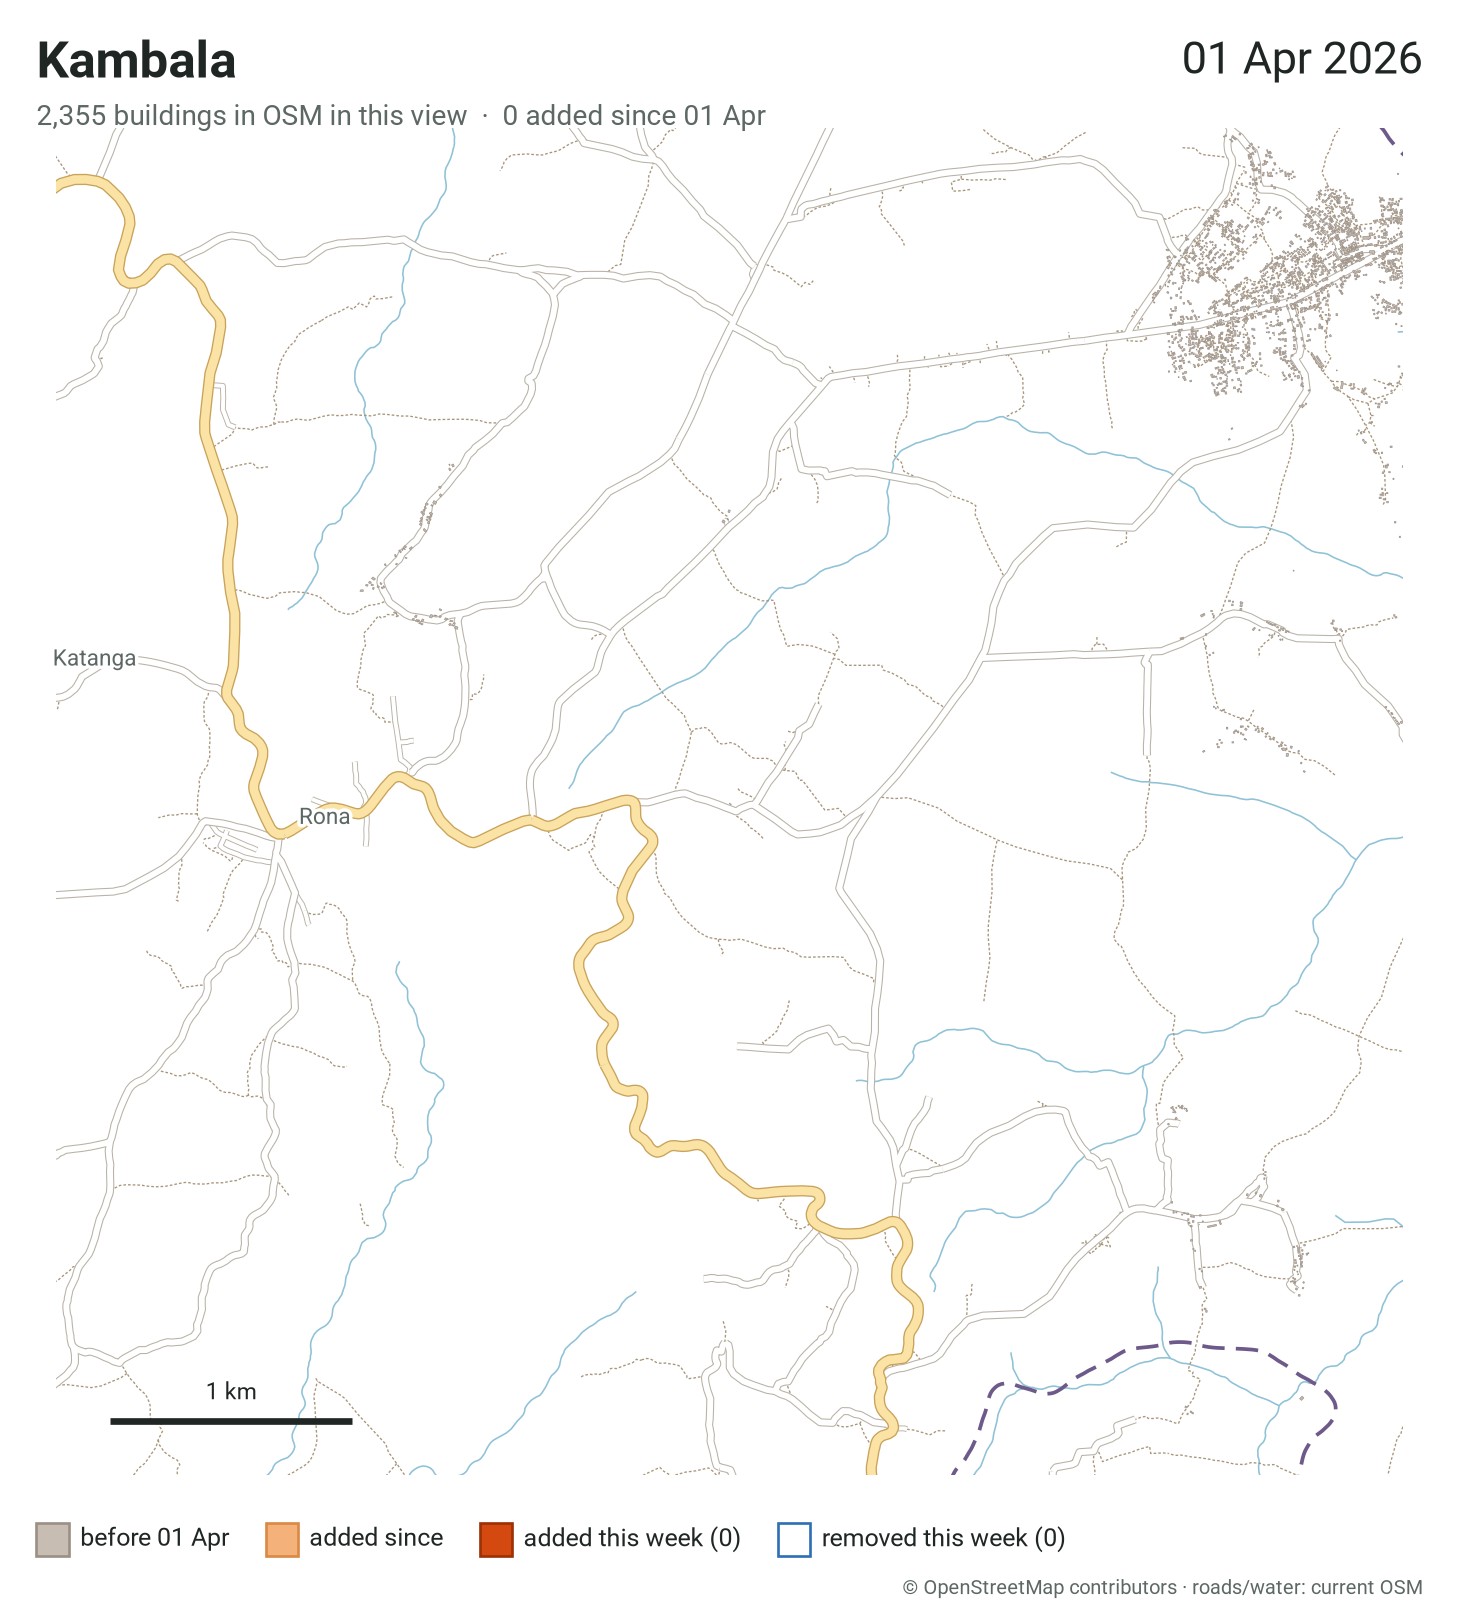 Kambala
01 Apr 2026
2,355 buildings in OSM in this view · 0 added since 01 Apr
Katanga
Rona
1 km
before 01 Apr
added since
added this week (0)
removed this week (0)
© OpenStreetMap contributors · roads/water: current OSM